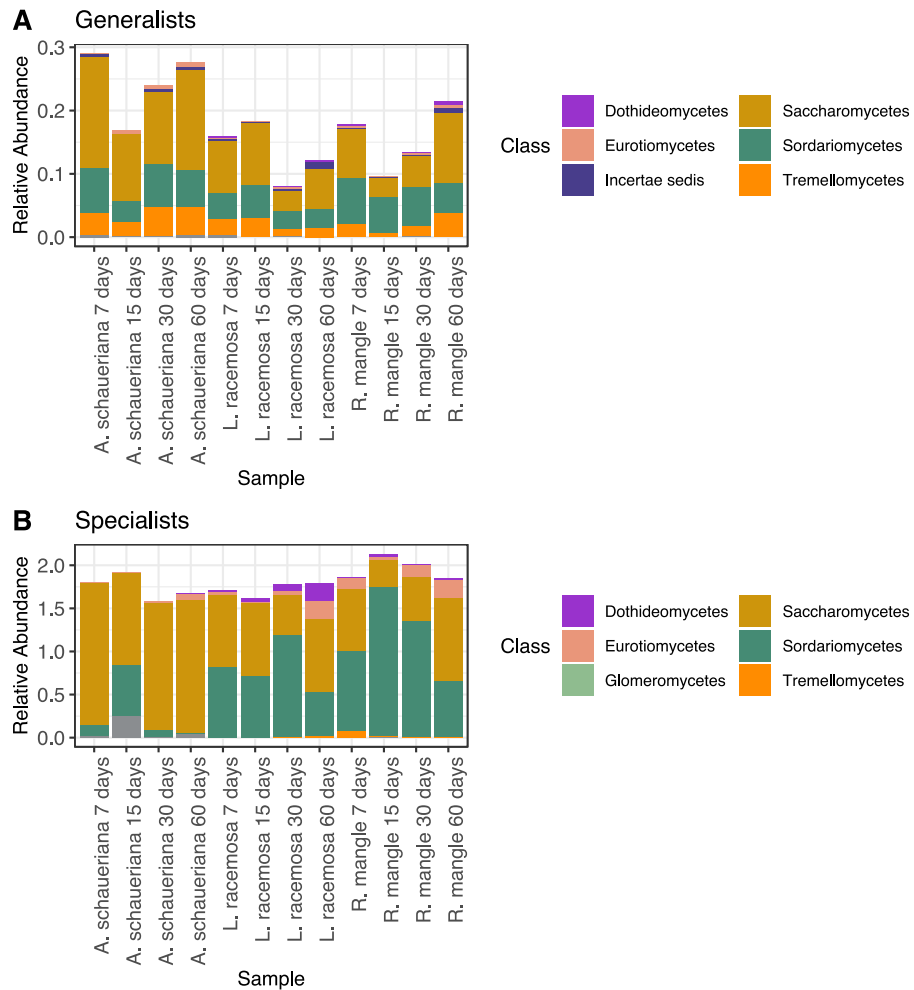 A Generalists
Relative Abundance
0.3
0.2
0.1
0.0
A. schaueriana 7 days
A. schaueriana 15 days
A. schaueriana 30 days
A. schaueriana 60 days
L. racemosa 7 days
L. racemosa 15 days
L. racemosa 30 days
L. racemosa 60 days
R. mangle 7 days
R. mangle 15 days
R. mangle 30 days
R. mangle 60 days
Sample
Class
Dothideomycetes
Eurotiomycetes
Incertae sedis
Saccharomycetes
Sordariomycetes
Tremellomycetes
B Specialists
Relative Abundance
2.0
1.5
1.0
0.5
0.0
A. schaueriana 7 days
A. schaueriana 15 days
A. schaueriana 30 days
A. schaueriana 60 days
L. racemosa 7 days
L. racemosa 15 days
L. racemosa 30 days
L. racemosa 60 days
R. mangle 7 days
R. mangle 15 days
R. mangle 30 days
R. mangle 60 days
Sample
Class
Dothideomycetes
Eurotiomycetes
Glomeromycetes
Saccharomycetes
Sordariomycetes
Tremellomycetes